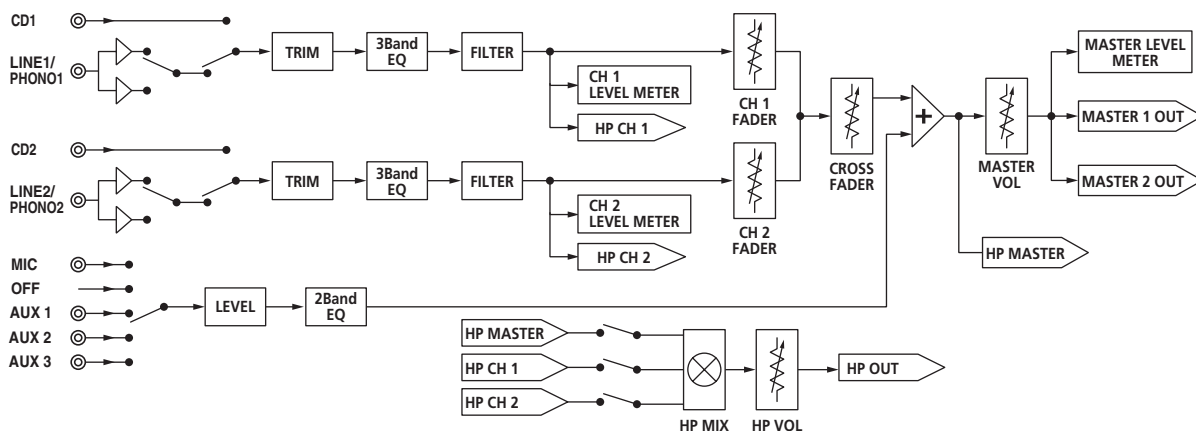 CD1
LINE1/
PHONO1
TRIM
3Band
EQ
FILTER
CH 1
LEVEL METER
HP CH 1
CH 1
FADER
CD2
LINE2/
PHONO2
TRIM
3Band
EQ
FILTER
CH 2
LEVEL METER
HP CH 2
CH 2
FADER
CROSS
FADER
+
MASTER
VOL
MASTER LEVEL
METER
MASTER 1 OUT
MASTER 2 OUT
HP MASTER
MIC
OFF
AUX 1
AUX 2
AUX 3
LEVEL
2Band
EQ
HP MASTER
HP CH 1
HP CH 2
HP MIX
HP VOL
HP OUT